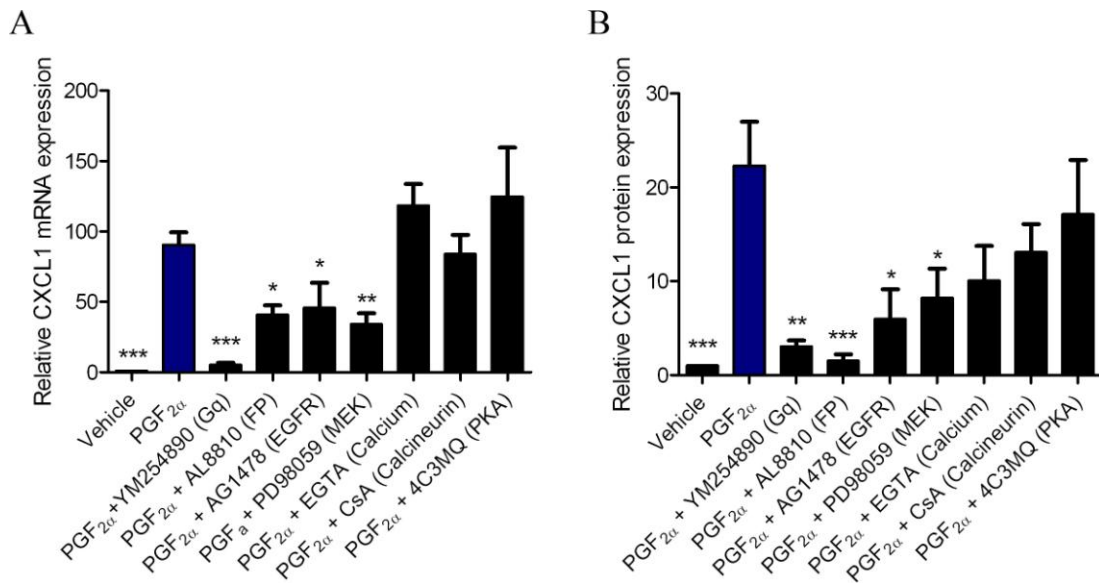 A
Relative CXCL1 mRNA expression
200
150
100
50
0
***
***
*
*
**
Vehicle
PGF2α
PGF2α +YM254890 (Gq)
PGF2α + AL8810 (FP)
PGF2α + AG1478 (EGFR)
PGFa + PD98059 (MEK)
PGF2α + EGTA (Calcium)
PGF2α + CsA (Calcineurin)
PGF2α + 4C3MQ (PKA)
B
Relative CXCL1 protein expression
30
20
10
0
***
**
***
*
*
Vehicle
PGF2α
PGF2α + YM254890 (Gq)
PGF2α + AL8810 (FP)
PGF2α + AG1478 (EGFR)
PGF2α + PD98059 (MEK)
PGF2α + EGTA (Calcium)
PGF2α + CsA (Calcineurin)
PGF2α + 4C3MQ (PKA)